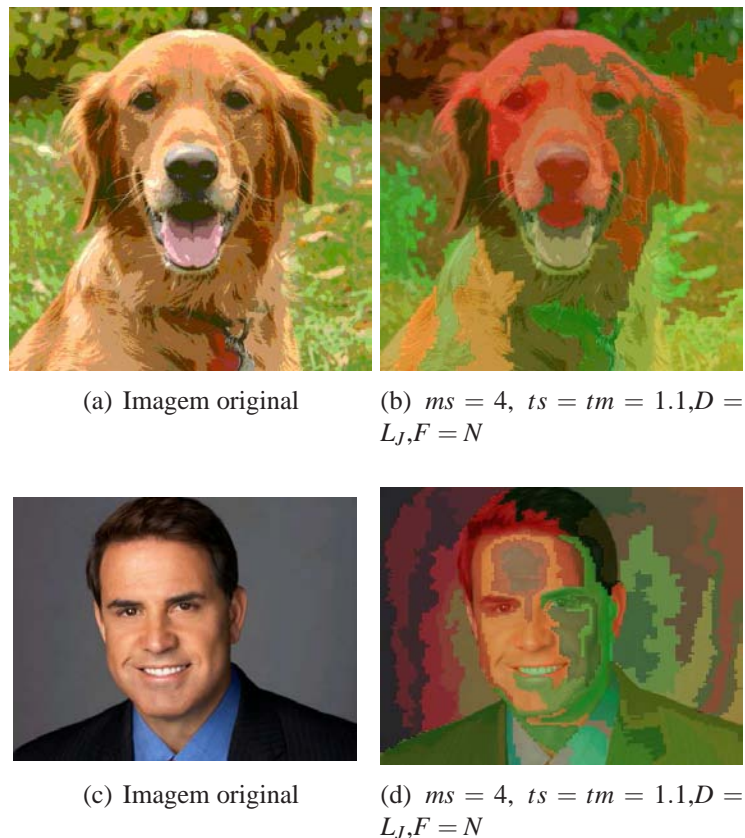 (a) Imagem original
(b) ms = 4, ts = tm = 1.1,D =
L_J,F = N
(c) Imagem original
(d) ms = 4, ts = tm = 1.1,D =
L_J,F = N